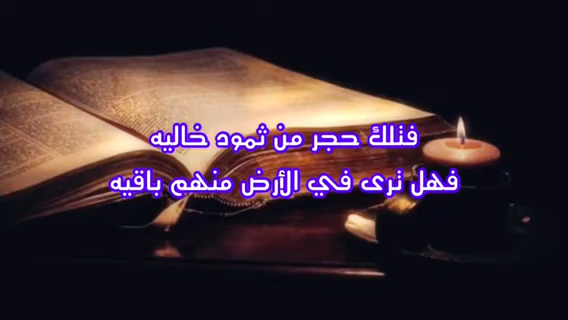 فتلك حجر من ثمود خاليه
فهل ترى في الأرض منهم باقيه